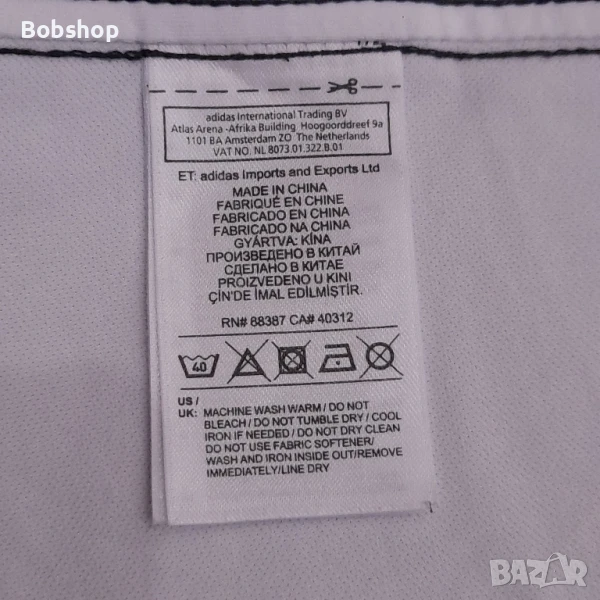 Bobshop
adidas International Trading BV
Atlas Arena -Afrika Building Hoogoorddreef 9a
1101 BA Amsterdam ZO The Netherlands
VAT NO. NL 8073.01.322.B.01
ET: adidas Imports and Exports Ltd
MADE IN CHINA
FABRIQUÉ EN CHINE
FABRICADO EN CHINA
FABRICADO NA CHINA
GYÁRTVA: KÍNA
ПРОИЗВЕДЕНО В КИТАЙ
СДЕЛАНО В КИТАЕ
PROIZVEDENO U KINI
ÇİN'DE IMAL EDİLMİŞTİR.
RN# 88387 CA# 40312
40
US /
UK: MACHINE WASH WARM / DO NOT
BLEACH / DO NOT TUMBLE DRY / COOL
IRON IF NEEDED / DO NOT DRY CLEAN
DO NOT USE FABRIC SOFTENER/
WASH AND IRON INSIDE OUT/REMOVE
IMMEDIATELY/LINE DRY
BAZAR